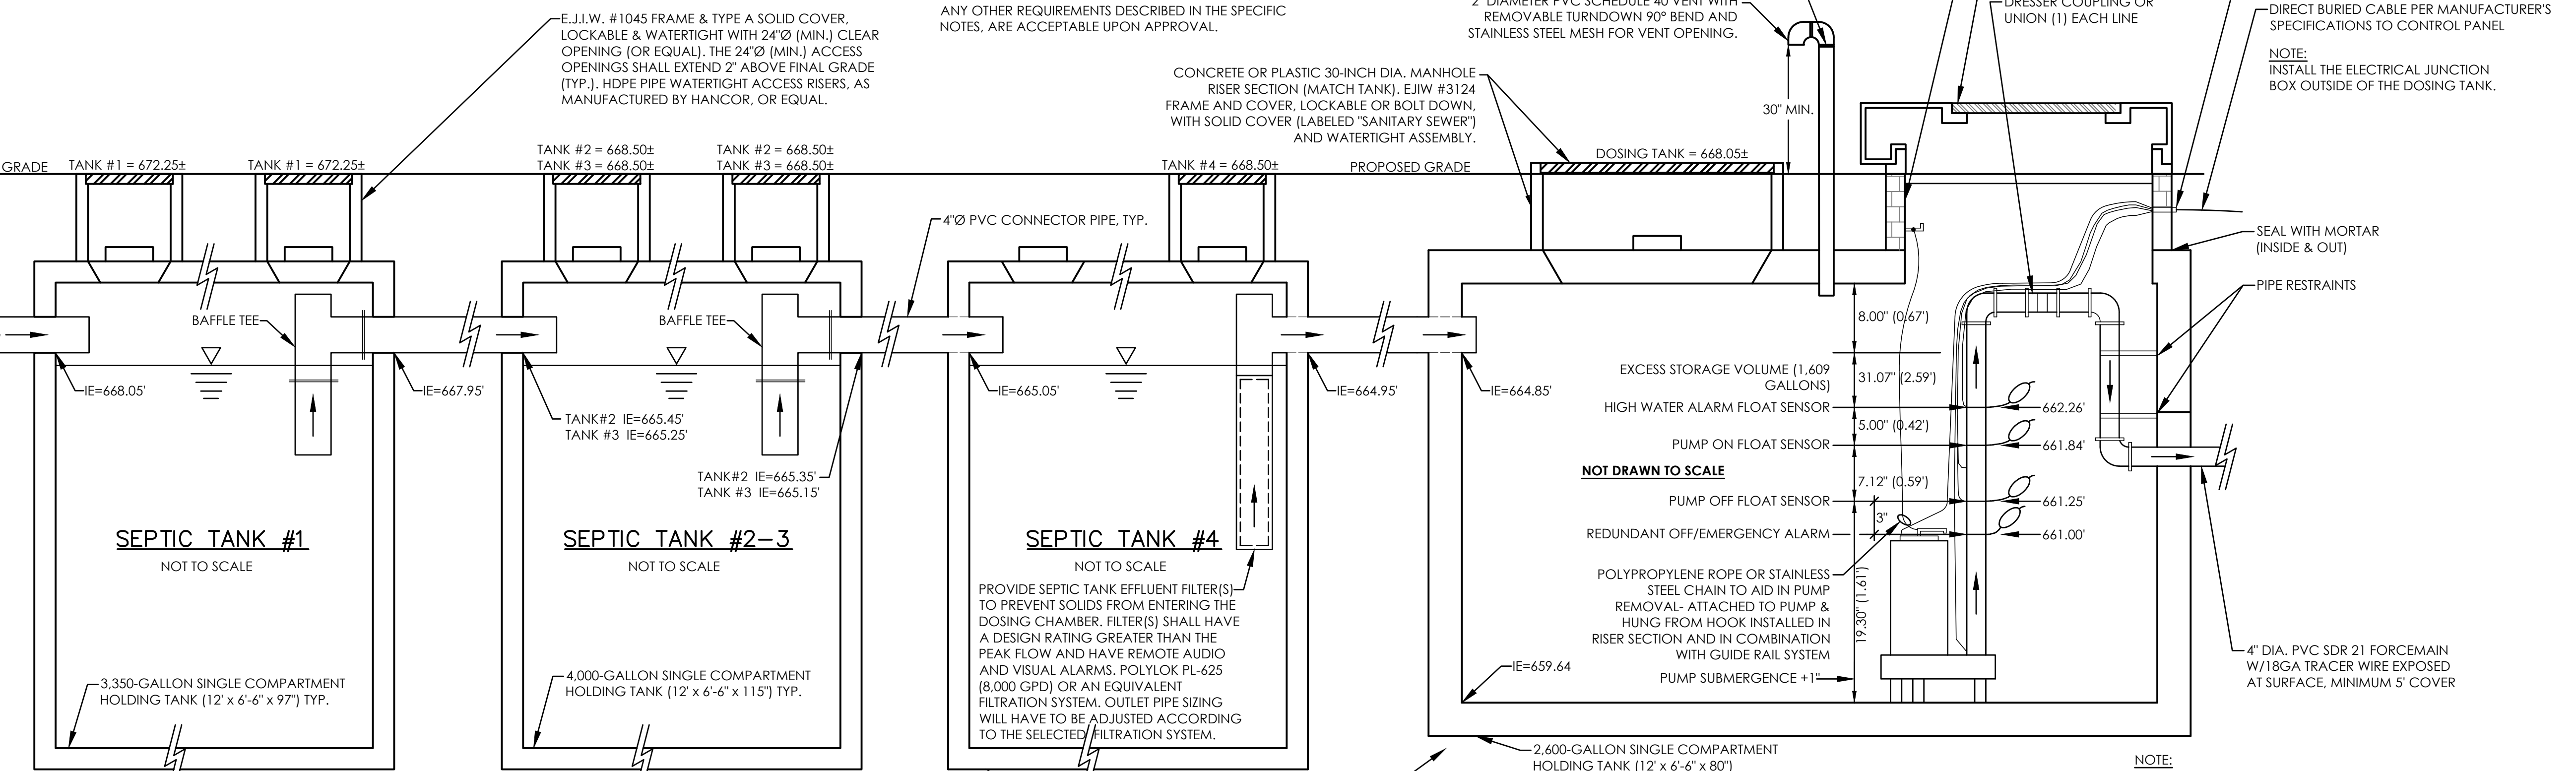 E.J.I.W. #1045 FRAME & TYPE A SOLID COVER,
LOCKABLE & WATERTIGHT WITH 24"Ø (MIN.) CLEAR
OPENING (OR EQUAL). THE 24"Ø (MIN.) ACCESS
OPENINGS SHALL EXTEND 2" ABOVE FINAL GRADE
(TYP.). HDPE PIPE WATERTIGHT ACCESS RISERS, AS
MANUFACTURED BY HANCOR, OR EQUAL.
ANY OTHER REQUIREMENTS DESCRIBED IN THE SPECIFIC
NOTES, ARE ACCEPTABLE UPON APPROVAL.
2" DIAMETER PVC SCHEDULE 40 VENT WITH
REMOVABLE TURNDOWN 90° BEND AND
STAINLESS STEEL MESH FOR VENT OPENING.
DRESSER COUPLING OR
UNION (1) EACH LINE
DIRECT BURIED CABLE PER MANUFACTURER'S
SPECIFICATIONS TO CONTROL PANEL
NOTE:
INSTALL THE ELECTRICAL JUNCTION
BOX OUTSIDE OF THE DOSING TANK.
CONCRETE OR PLASTIC 30-INCH DIA. MANHOLE
RISER SECTION (MATCH TANK). EJIW #3124
FRAME AND COVER, LOCKABLE OR BOLT DOWN,
WITH SOLID COVER (LABELED "SANITARY SEWER")
AND WATERTIGHT ASSEMBLY.
30" MIN.
GRADE
TANK #1 = 672.25±
TANK #1 = 672.25±
TANK #2 = 668.50±
TANK #3 = 668.50±
TANK #2 = 668.50±
TANK #3 = 668.50±
TANK #4 = 668.50±
PROPOSED GRADE
DOSING TANK = 668.05±
4"Ø PVC CONNECTOR PIPE, TYP.
SEAL WITH MORTAR
(INSIDE & OUT)
PIPE RESTRAINTS
BAFFLE TEE
BAFFLE TEE
IE=668.05'
IE=667.95'
TANK#2 IE=665.45'
TANK #3 IE=665.25'
TANK#2 IE=665.35'
TANK #3 IE=665.15'
IE=665.05'
IE=664.95'
IE=664.85'
8.00" (0.67')
EXCESS STORAGE VOLUME (1,609
GALLONS)
31.07" (2.59')
HIGH WATER ALARM FLOAT SENSOR
662.26'
5.00" (0.42')
PUMP ON FLOAT SENSOR
661.84'
NOT DRAWN TO SCALE
7.12" (0.59')
PUMP OFF FLOAT SENSOR
661.25'
3"
REDUNDANT OFF/EMERGENCY ALARM
661.00'
POLYPROPYLENE ROPE OR STAINLESS
STEEL CHAIN TO AID IN PUMP
REMOVAL- ATTACHED TO PUMP &
HUNG FROM HOOK INSTALLED IN
RISER SECTION AND IN COMBINATION
WITH GUIDE RAIL SYSTEM
19.30" (1.61')
PUMP SUBMERGENCE +1"
IE=659.64
SEPTIC TANK #1
NOT TO SCALE
SEPTIC TANK #2-3
NOT TO SCALE
SEPTIC TANK #4
NOT TO SCALE
PROVIDE SEPTIC TANK EFFLUENT FILTER(S)
TO PREVENT SOLIDS FROM ENTERING THE
DOSING CHAMBER. FILTER(S) SHALL HAVE
A DESIGN RATING GREATER THAN THE
PEAK FLOW AND HAVE REMOTE AUDIO
AND VISUAL ALARMS. POLYLOK PL-625
(8,000 GPD) OR AN EQUIVALENT
FILTRATION SYSTEM. OUTLET PIPE SIZING
WILL HAVE TO BE ADJUSTED ACCORDING
TO THE SELECTED FILTRATION SYSTEM.
3,350-GALLON SINGLE COMPARTMENT
HOLDING TANK (12' x 6'-6" x 97") TYP.
4,000-GALLON SINGLE COMPARTMENT
HOLDING TANK (12' x 6'-6" x 115") TYP.
4" DIA. PVC SDR 21 FORCEMAIN
W/18GA TRACER WIRE EXPOSED
AT SURFACE, MINIMUM 5' COVER
2,600-GALLON SINGLE COMPARTMENT
HOLDING TANK (12' x 6'-6" x 80")
NOTE: